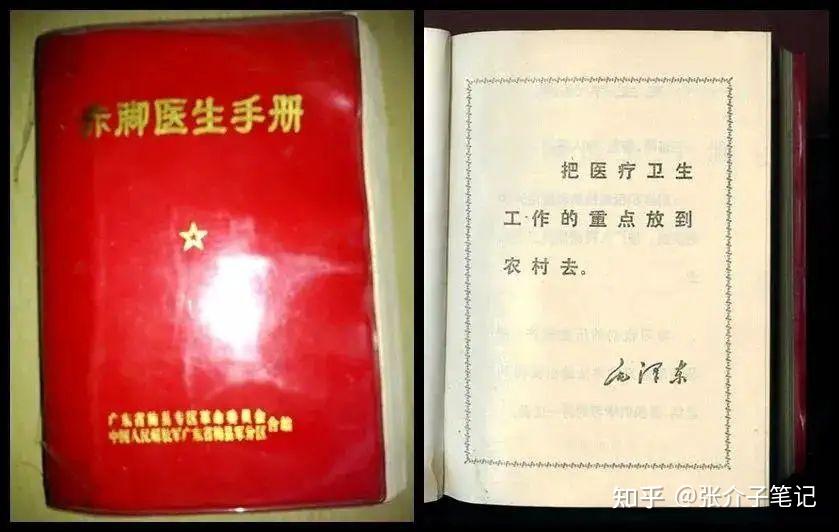 赤脚医生手册
广东省梅县专区革命委员会
中国人民解放军广东省梅县军分区
合编
把医疗卫生
工作的重点放到
农村去。
毛泽东
知乎 @张介子笔记